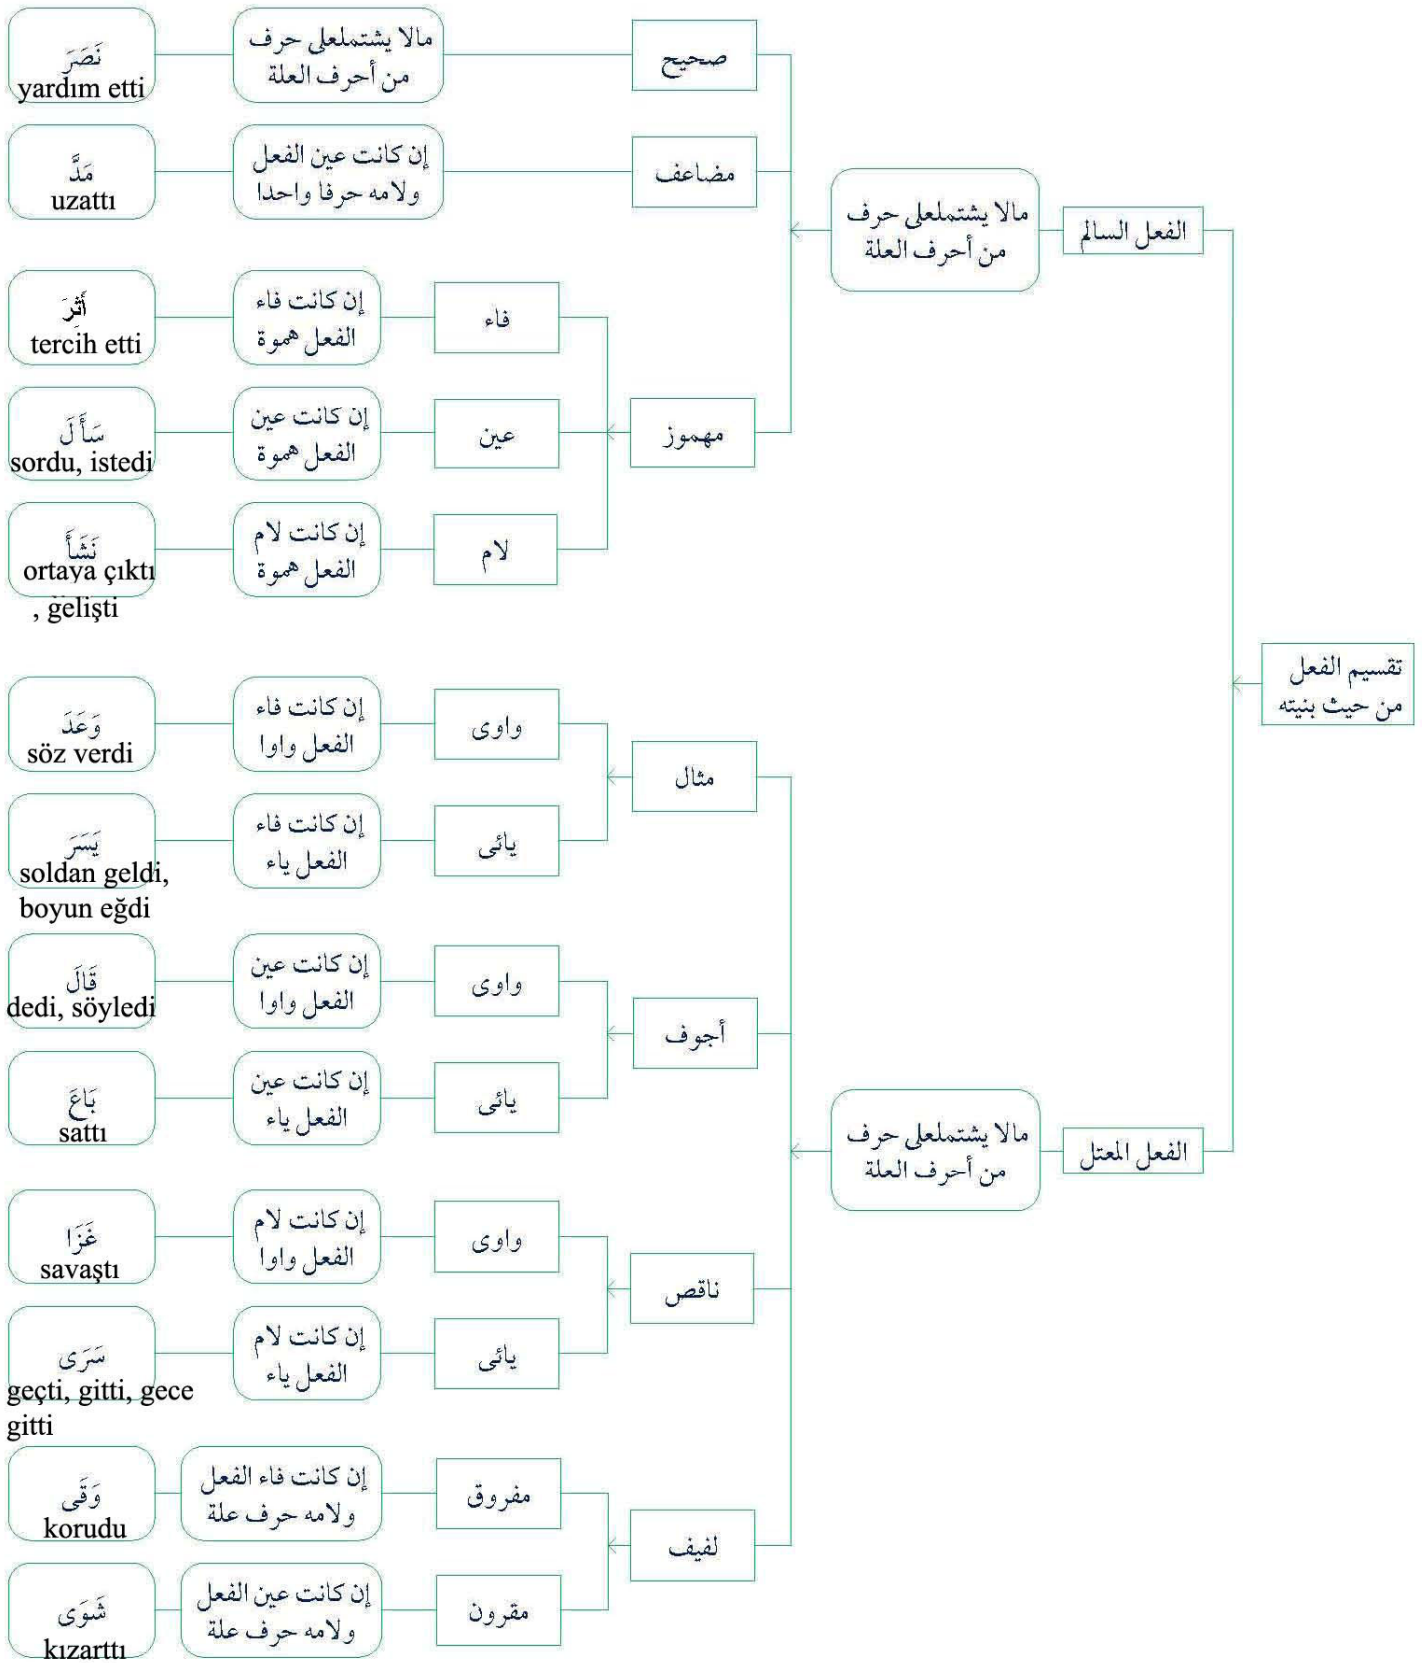 تقسيم الفعل
من حيث بنيته
الفعل السالم
مالا يشتملعلى حرف
من أحرف العلة
صحيح
مالا يشتملعلى حرف
من أحرف العلة
نَصَرَ
yardım etti
مضاعف
إن كانت عين الفعل
ولامه حرفا واحدا
مَدَّ
uzattı
مهموز
فاء
إن كانت فاء
الفعل هموة
أَثِرَ
tercih etti
عين
إن كانت عين
الفعل هموة
سَأَلَ
sordu, istedi
لام
إن كانت لام
الفعل هموة
نَشَأَ
ortaya çıktı
, gelişti
الفعل المعتل
مالا يشتملعلى حرف
من أحرف العلة
مثال
واوى
إن كانت فاء
الفعل واوا
وَعَدَ
söz verdi
يائى
إن كانت فاء
الفعل ياء
يَسَرَ
soldan geldi,
boyun eğdi
أجوف
واوى
إن كانت عين
الفعل واوا
قَالَ
dedi, söyledi
يائى
إن كانت عين
الفعل ياء
بَاعَ
sattı
ناقص
واوى
إن كانت لام
الفعل واوا
غَزَا
savaştı
يائى
إن كانت لام
الفعل ياء
سَرَى
geçti, gitti, gece
gitti
لفيف
مفروق
إن كانت فاء الفعل
ولامه حرف علة
وَقَى
korudu
مقرون
إن كانت عين الفعل
ولامه حرف علة
شَوَى
kızarttı